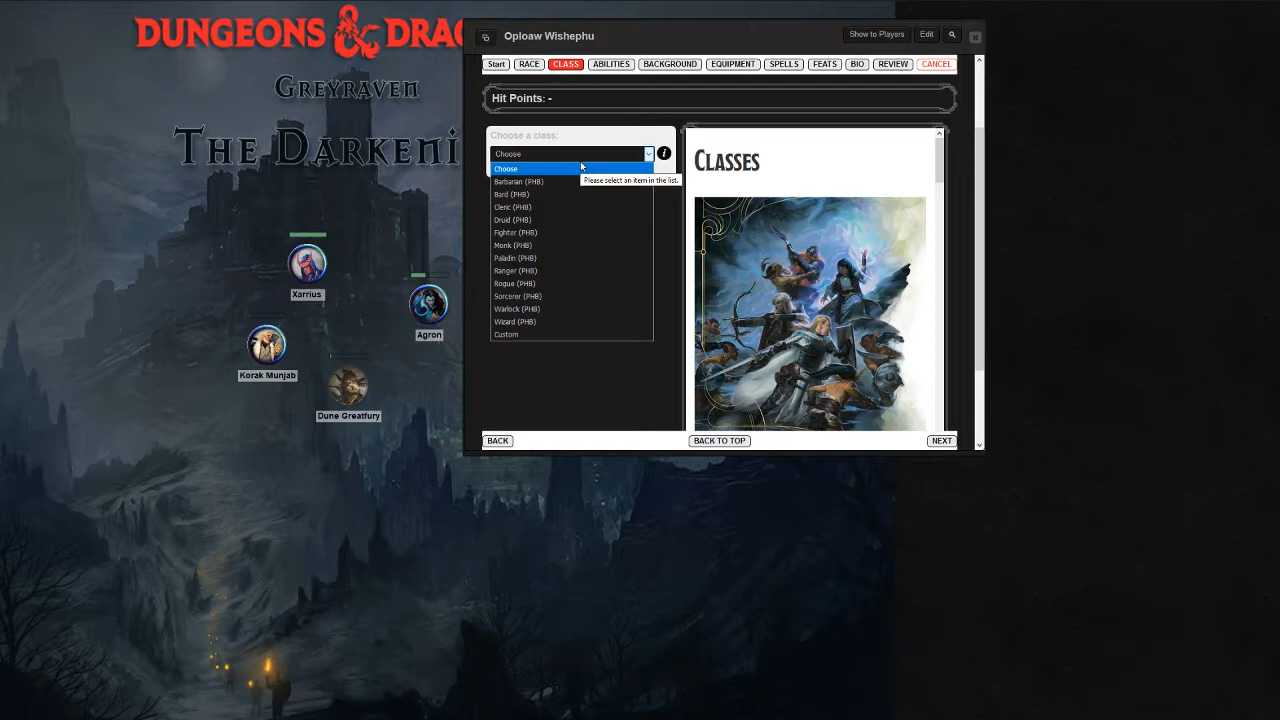 DUNGEONS & DRAG
GREYRAVEN
THE DARKENI
Xarrius
Agron
Korak Munjab
Dune Greatfury
Oploaw Wishephu
Show to Players
Edit
Start
RACE
CLASS
ABILITIES
BACKGROUND
EQUIPMENT
SPELLS
FEATS
BIO
REVIEW
CANCEL
Hit Points: -
Choose a class:
Choose
Choose
Please select an item in the list.
Barbarian (PHB)
Bard (PHB)
Cleric (PHB)
Druid (PHB)
Fighter (PHB)
Monk (PHB)
Paladin (PHB)
Ranger (PHB)
Rogue (PHB)
Sorcerer (PHB)
Warlock (PHB)
Wizard (PHB)
Custom
CLASSES
BACK
BACK TO TOP
NEXT